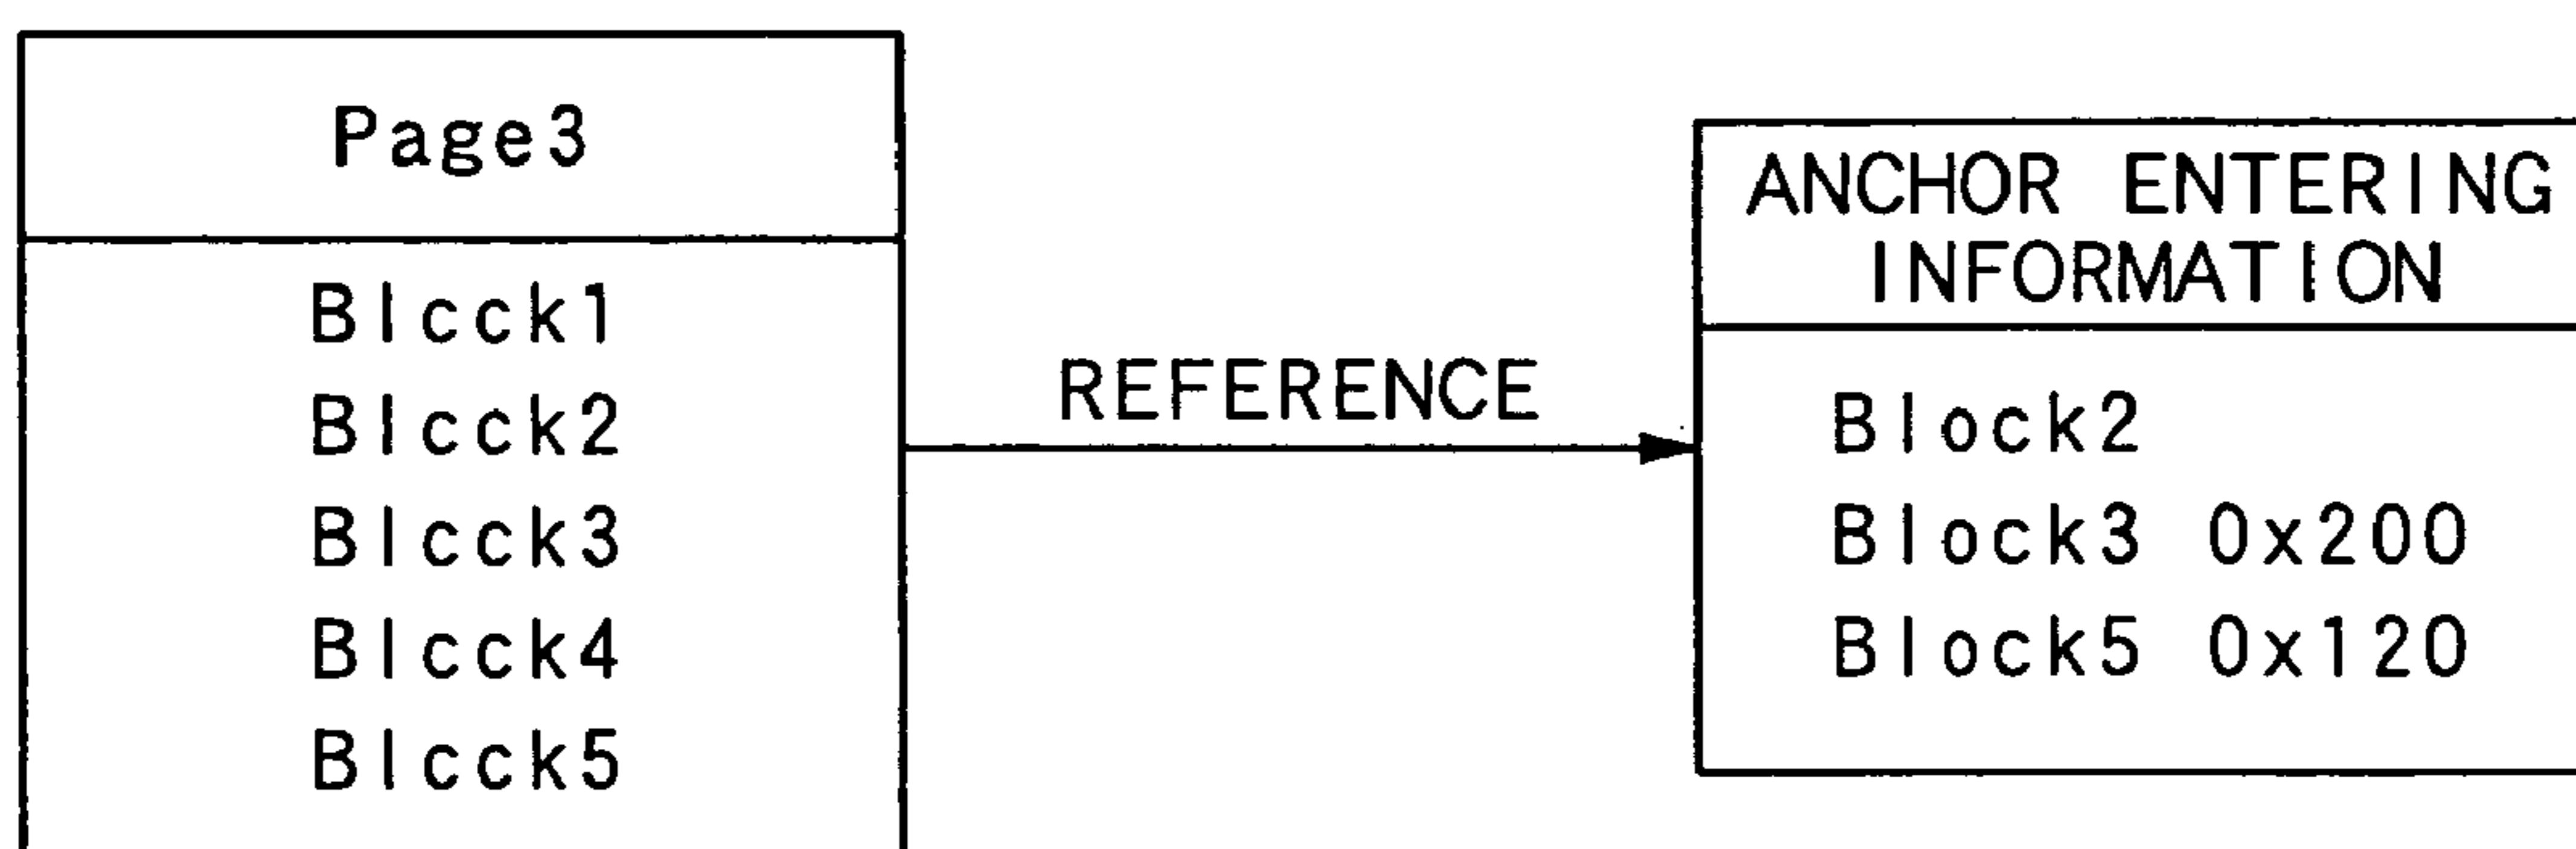 Page3
Blcck1
Blcck2
Blcck3
Blcck4
Blcck5
REFERENCE
ANCHOR ENTERING
INFORMATION
Block2
Block3 0x200
Block5 0x120